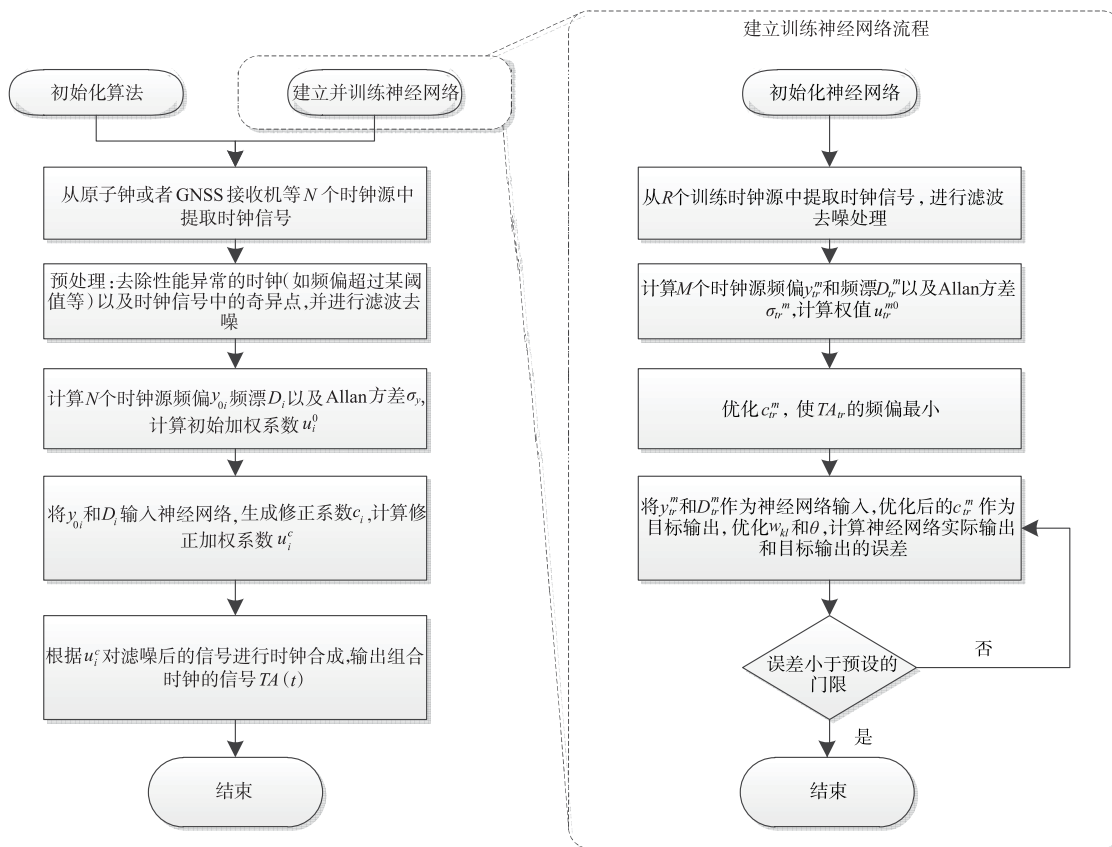 初始化算法
建立并训练神经网络
从原子钟或者GNSS接收机等N个时钟源中
提取时钟信号
预处理:去除性能异常的时钟(如频偏超过某阈
值等)以及时钟信号中的奇异点,并进行滤波去
噪
计算N个时钟源频偏y₀ᵢ频漂Dᵢ以及Allan方差σ_y,
计算初始加权系数u_i^0
将y₀ᵢ和Dᵢ输入神经网络,生成修正系数cᵢ,计算修
正加权系数u_i^c
根据u_i^c对滤噪后的信号进行时钟合成,输出组合
时钟的信号TA(t)
结束
建立训练神经网络流程
初始化神经网络
从R个训练时钟源中提取时钟信号,进行滤波
去噪处理
计算M个时钟源频偏y_tr^m和频漂D_tr^m以及Allan方差
σ_tr^m,计算权值u_tr^m0
优化c_tr^m,使TA_tr的频偏最小
将y_tr^m和D_tr^m作为神经网络输入,优化后的c_tr^m作为
目标输出,优化w_kl和θ,计算神经网络实际输出
和目标输出的误差
误差小于预设的
门限
否
是
结束